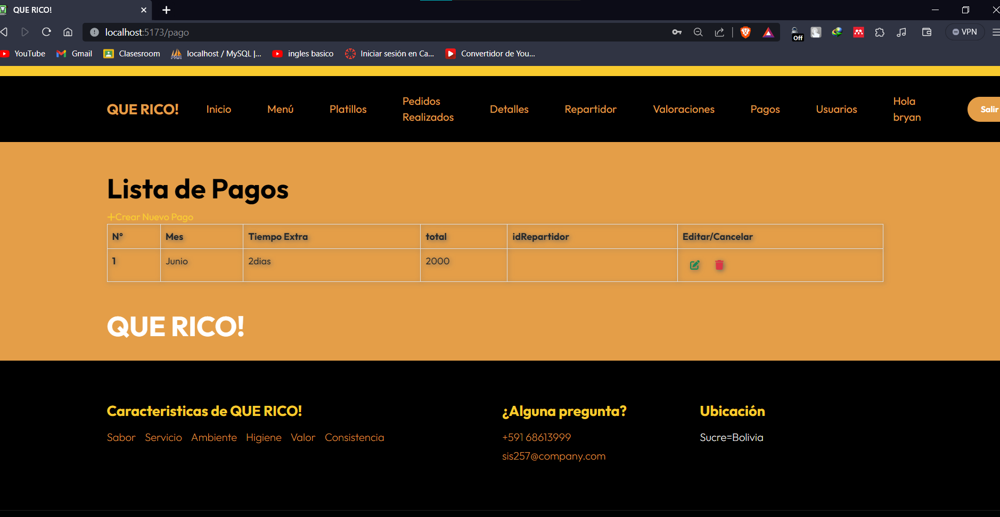 QUE RICO!
localhost:5173/pago
Off
VPN
YouTube
Gmail
Clasesroom
localhost / MySQL |...
ingles basico
Iniciar sesión en Ca...
Convertidor de You...
QUE RICO!
Inicio
Menú
Platillos
Pedidos
Realizados
Detalles
Repartidor
Valoraciones
Pagos
Usuarios
Hola
bryan
Salir
Lista de Pagos
+Crear Nuevo Pago
N° Mes Tiempo Extra total idRepartidor Editar/Cancelar
1 Junio 2dias 2000
QUE RICO!
Caracteristicas de QUE RICO!
Sabor Servicio Ambiente Higiene Valor Consistencia
¿Alguna pregunta?
+591 68613999
sis257@company.com
Ubicación
Sucre=Bolivia